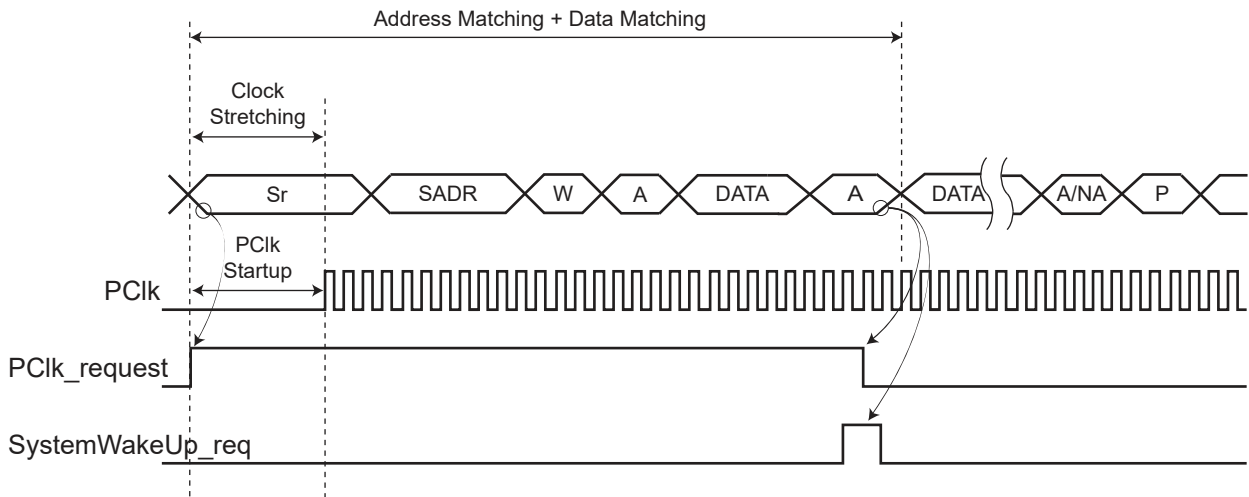 Address Matching + Data Matching
Clock
Stretching
Sr
SADR
W
A
DATA
A
DATA
A/NA
P
PClk
Startup
PClk
PClk_request
SystemWakeUp_req